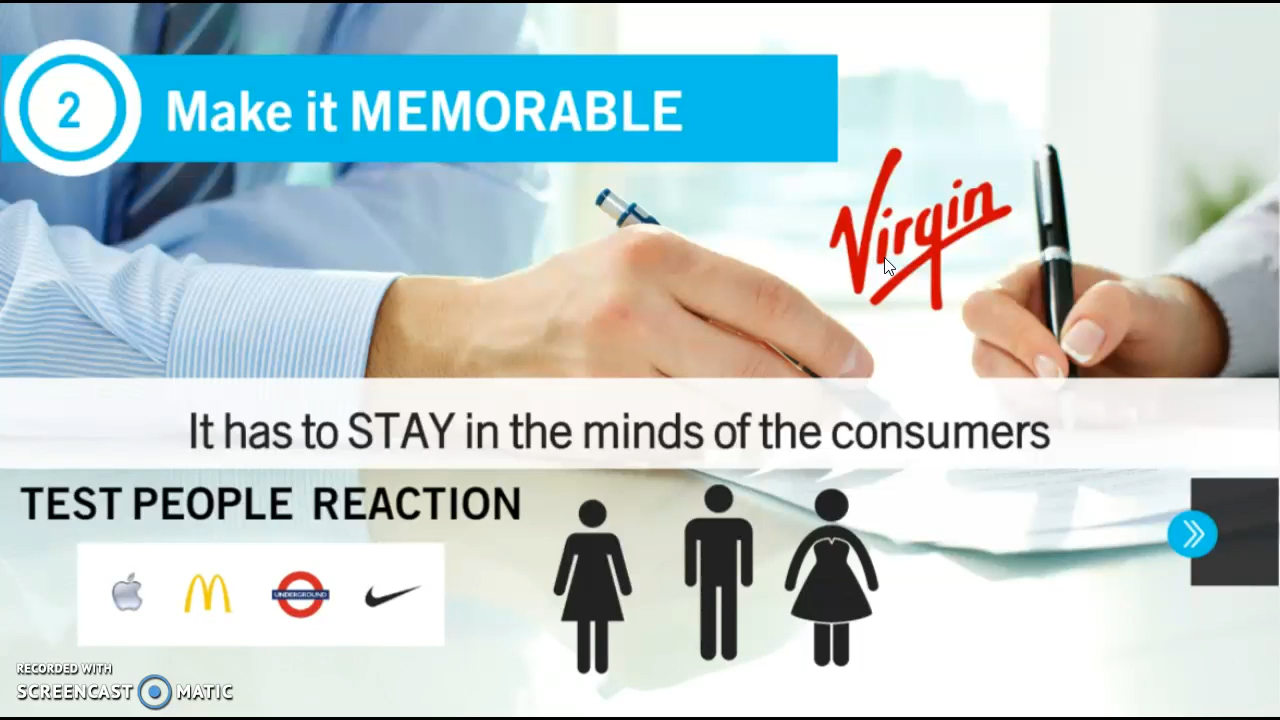 2
Make it MEMORABLE
Virgin
It has to STAY in the minds of the consumers
TEST PEOPLE REACTION
UNDERGROUND
RECORDED WITH
SCREENCAST MATIC